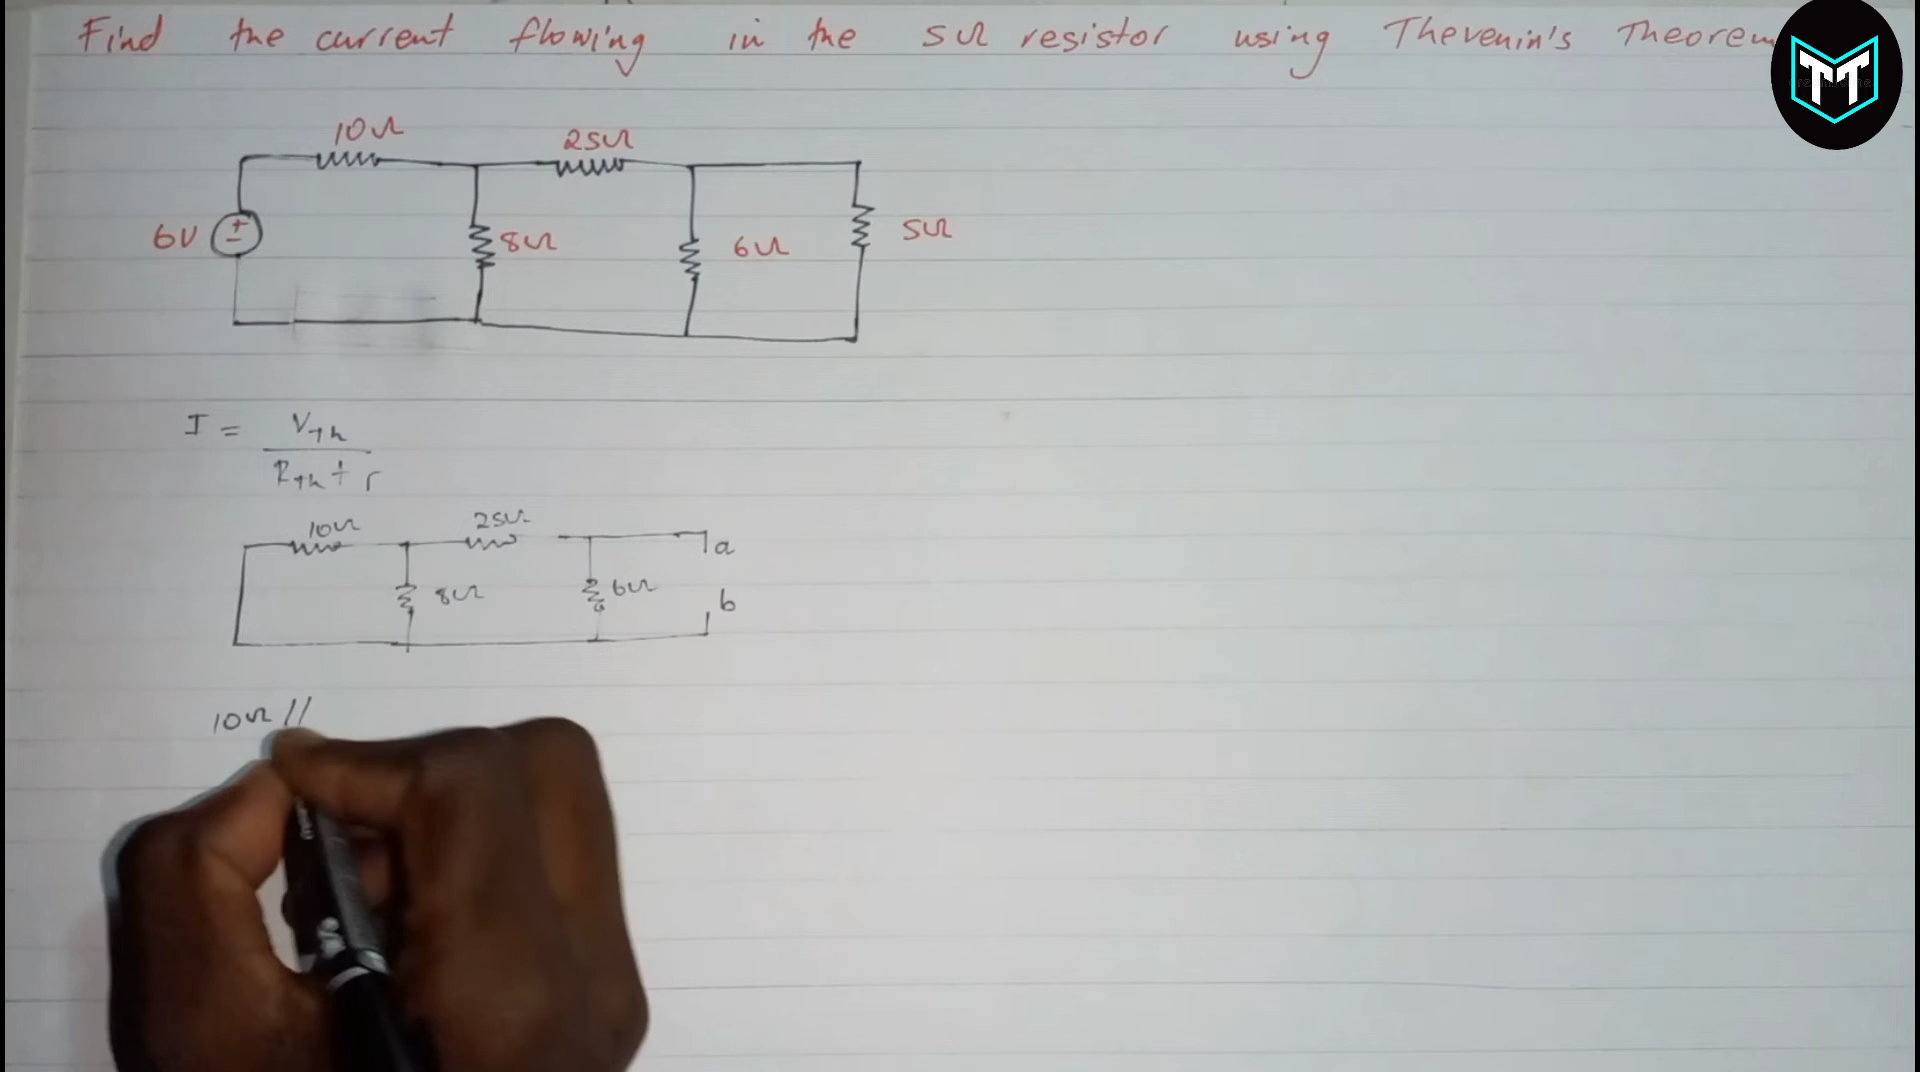 Find the current flowing in the 5Ω resistor using Thevenin's Theorem
TT
10Ω
25Ω
6V
+
-
8Ω
6Ω
5Ω
I = VTh
RTh + r
10Ω
25Ω
a
8Ω
6Ω
b
10Ω //